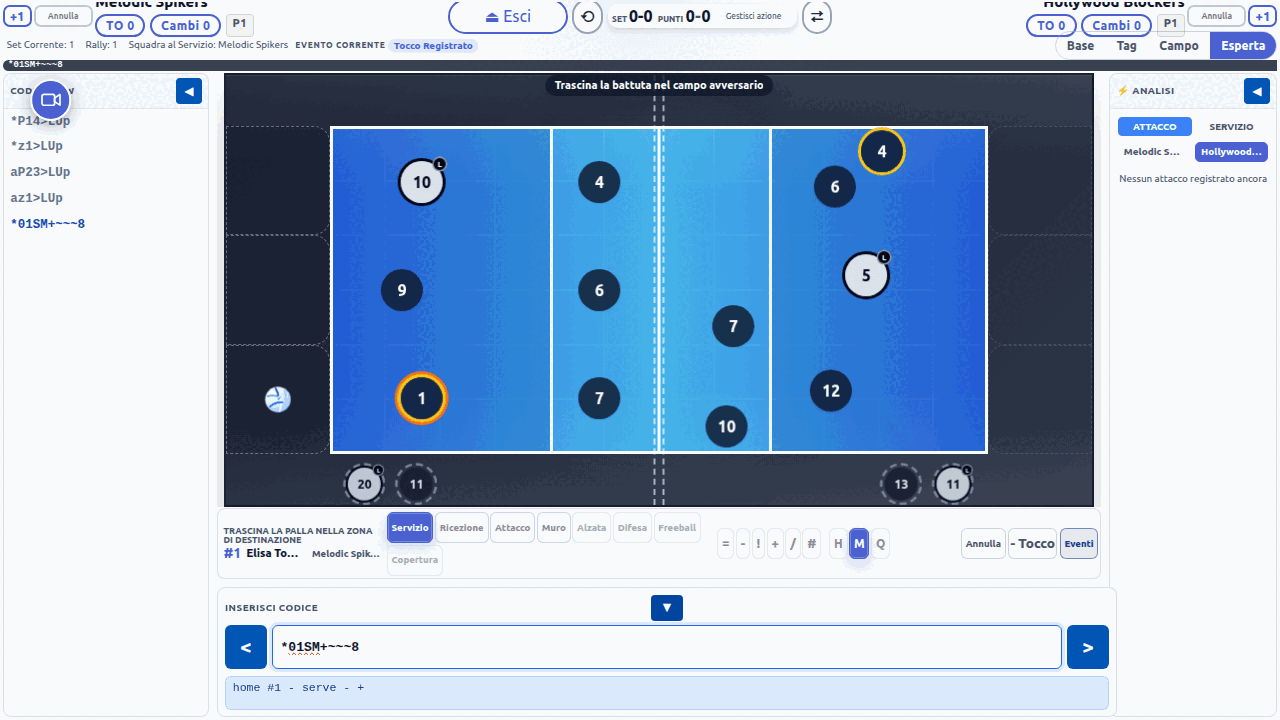 +1
Annulla
Melodic Spikers
TO 0
Cambi 0
P1
Esci
SET 0-0 PUNTI 0-0 Gestisci azione
Hollywood Blockers
TO 0
Cambi 0
P1
Annulla
+1
Set Corrente: 1 Rally: 1 Squadra al Servizio: Melodic Spikers EVENTO CORRENTE Tocco Registrato
Base Tag Campo Esperta
*01SM+~~~8
*P14>LUp
*z1>LUp
aP23>LUp
az1>LUp
*01SM+~~~8
Trascina la battuta nel campo avversario
10 L
4
4
6
9
6
5 L
7
1
7
12
10
20 L
11
13
11 L
ANALISI
ATTACCO SERVIZIO
Melodic S... Hollywood...
Nessun attacco registrato ancora
TRASCINA LA PALLA NELLA ZONA
DI DESTINAZIONE
#1 Elisa To... Melodic Spik...
Servizio Ricezione Attacco Muro Alzata Difesa Freeball
Copertura
= - ! + / # H M Q
Annulla - Tocco Eventi
INSERISCI CODICE
< *01SM+~~~8 >
home #1 - serve - +